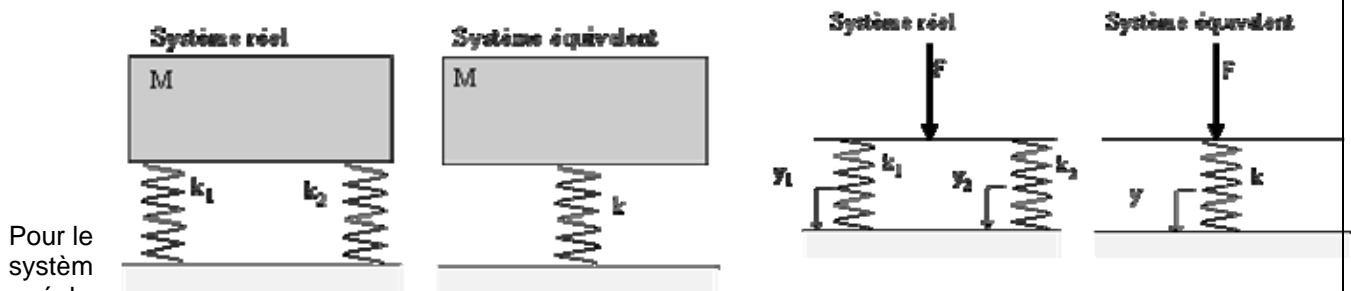 Système réel
Système équivalent
Système réel
Système équivalent
M
M
F
F
k₁
k₂
k
y₁
k₁
y₂
k₂
y
k
Pour le
systèm